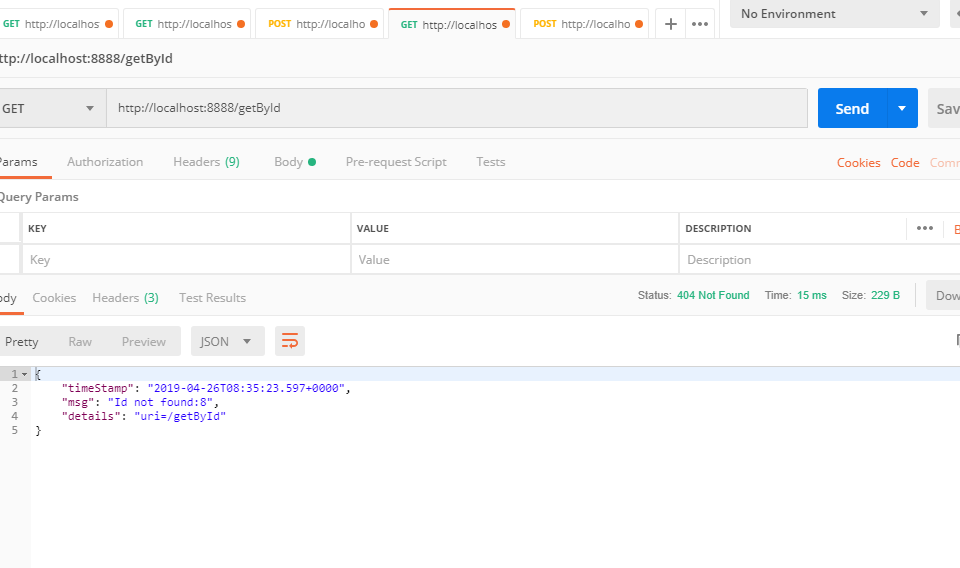 GET http://localhos GET http://localhos POST http://localho GET http://localhos POST http://localho + ••• No Environment
ttp://localhost:8888/getById
GET http://localhost:8888/getById Send Sav
Params Authorization Headers (9) Body Pre-request Script Tests Cookies Code Comm
Query Params
KEY VALUE DESCRIPTION ••• B
Key Value Description
ody Cookies Headers (3) Test Results Status: 404 Not Found Time: 15 ms Size: 229 B Dow
Pretty Raw Preview JSON
1 {
2 "timeStamp": "2019-04-26T08:35:23.597+0000",
3 "msg": "Id not found:8",
4 "details": "uri=/getById"
5 }